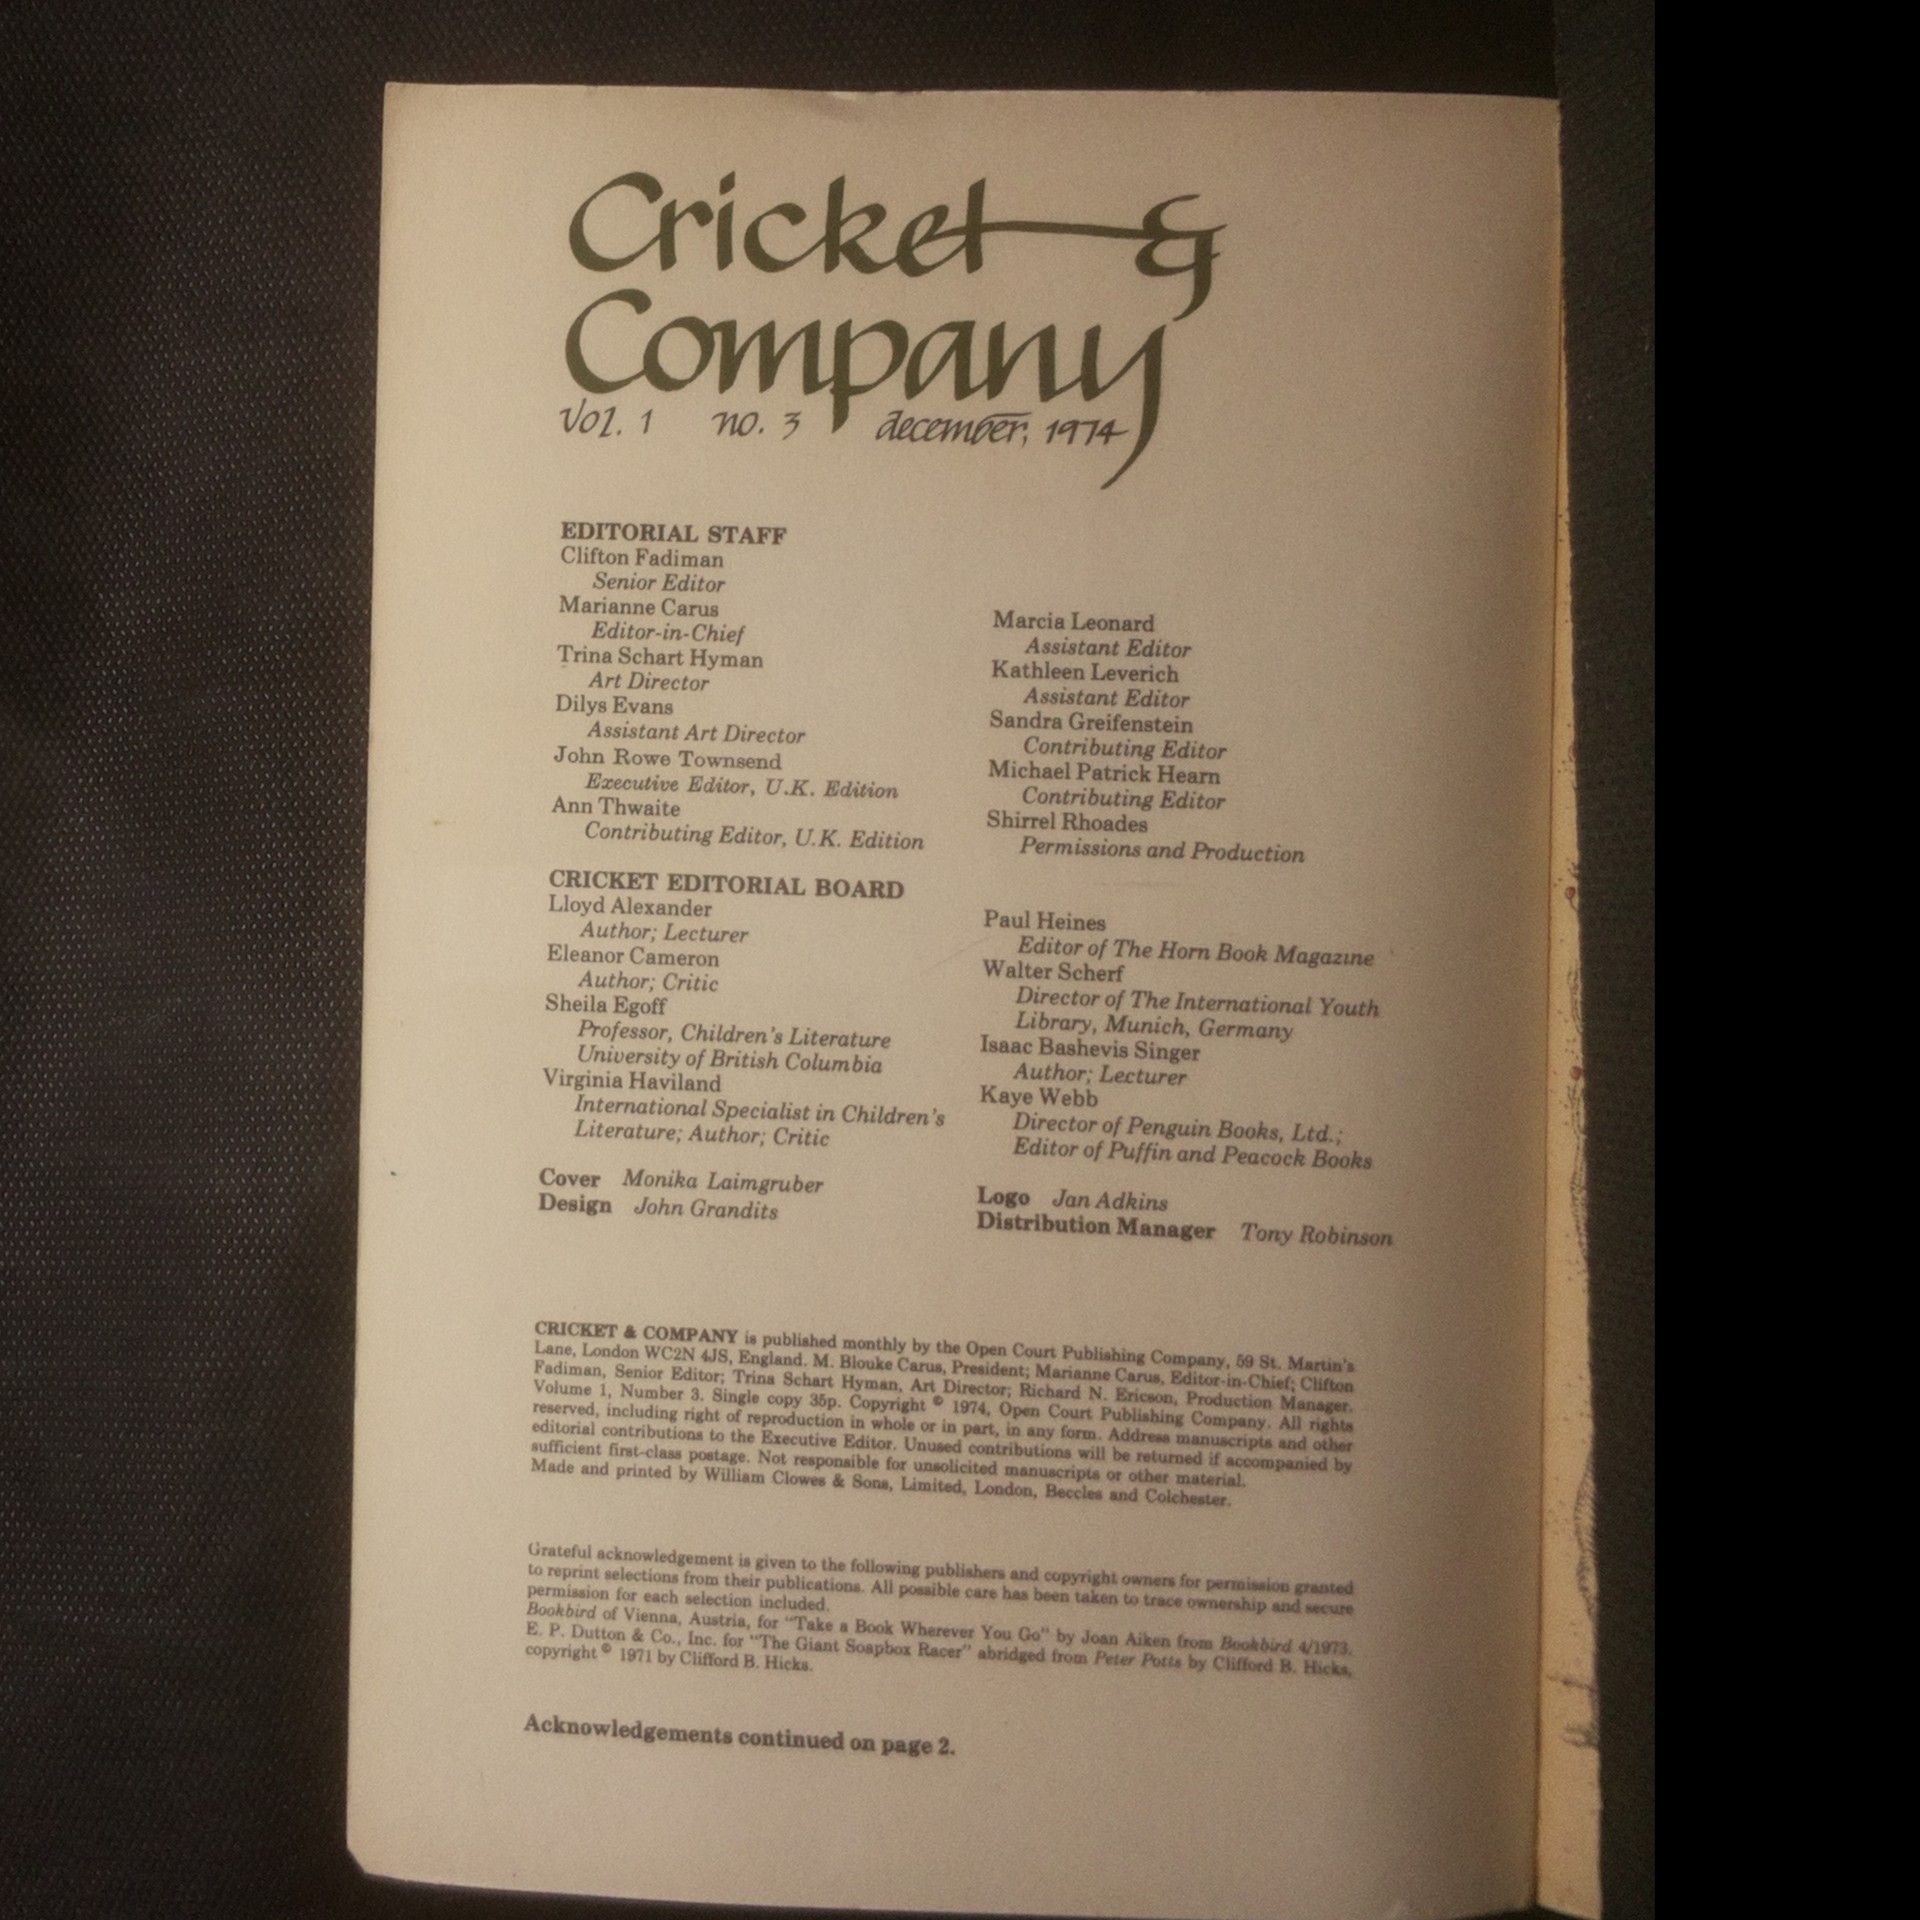 Cricket &
Company
Vol. 1 no. 3 december, 1974
EDITORIAL STAFF
Clifton Fadiman
Senior Editor
Marianne Carus
Editor-in-Chief
Trina Schart Hyman
Art Director
Dilys Evans
Assistant Art Director
John Rowe Townsend
Executive Editor, U.K. Edition
Ann Thwaite
Contributing Editor, U.K. Edition
Marcia Leonard
Assistant Editor
Kathleen Leverich
Assistant Editor
Sandra Greifenstein
Contributing Editor
Michael Patrick Hearn
Contributing Editor
Shirrel Rhoades
Permissions and Production
CRICKET EDITORIAL BOARD
Lloyd Alexander
Author; Lecturer
Eleanor Cameron
Author; Critic
Sheila Egoff
Professor, Children's Literature
University of British Columbia
Virginia Haviland
International Specialist in Children's
Literature; Author; Critic
Paul Heines
Editor of The Horn Book Magazine
Walter Scherf
Director of The International Youth
Library, Munich, Germany
Isaac Bashevis Singer
Author; Lecturer
Kaye Webb
Director of Penguin Books, Ltd.;
Editor of Puffin and Peacock Books
Cover Monika Laimgruber
Design John Grandits
Logo Jan Adkins
Distribution Manager Tony Robinson
CRICKET & COMPANY is published monthly by the Open Court Publishing Company, 59 St. Martin's
Lane, London WC2N 4JS, England. M. Blouke Carus, President; Marianne Carus, Editor-in-Chief; Clifton
Fadiman, Senior Editor; Trina Schart Hyman, Art Director; Richard N. Ericson, Production Manager.
Volume 1, Number 3. Single copy 35p. Copyright © 1974, Open Court Publishing Company. All rights
reserved, including right of reproduction in whole or in part, in any form. Address manuscripts and other
editorial contributions to the Executive Editor. Unused contributions will be returned if accompanied by
sufficient first-class postage. Not responsible for unsolicited manuscripts or other material.
Made and printed by William Clowes & Sons, Limited, London, Beccles and Colchester.
Grateful acknowledgement is given to the following publishers and copyright owners for permission granted
to reprint selections from their publications. All possible care has been taken to trace ownership and secure
permission for each selection included.
Bookbird of Vienna, Austria, for "Take a Book Wherever You Go" by Joan Aiken from Bookbird 4/1973.
E. P. Dutton & Co., Inc. for "The Giant Soapbox Racer" abridged from Peter Potts by Clifford B. Hicks,
copyright © 1971 by Clifford B. Hicks.
Acknowledgements continued on page 2.